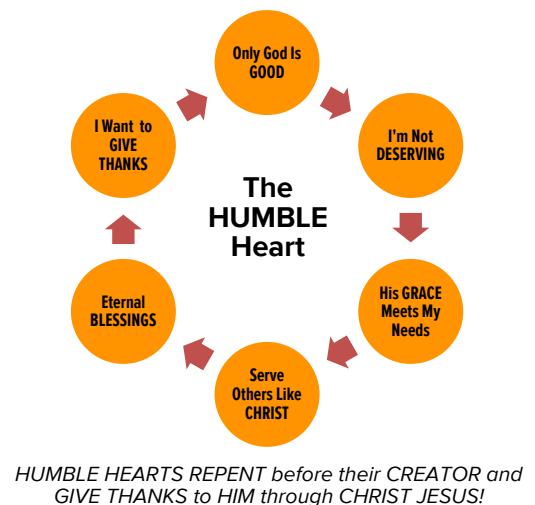 Only God Is
GOOD
I'm Not
DESERVING
His GRACE
Meets My
Needs
Serve
Others Like
CHRIST
Eternal
BLESSINGS
I Want to
GIVE
THANKS
The
HUMBLE
Heart
HUMBLE HEARTS REPENT before their CREATOR and
GIVE THANKS to HIM through CHRIST JESUS!